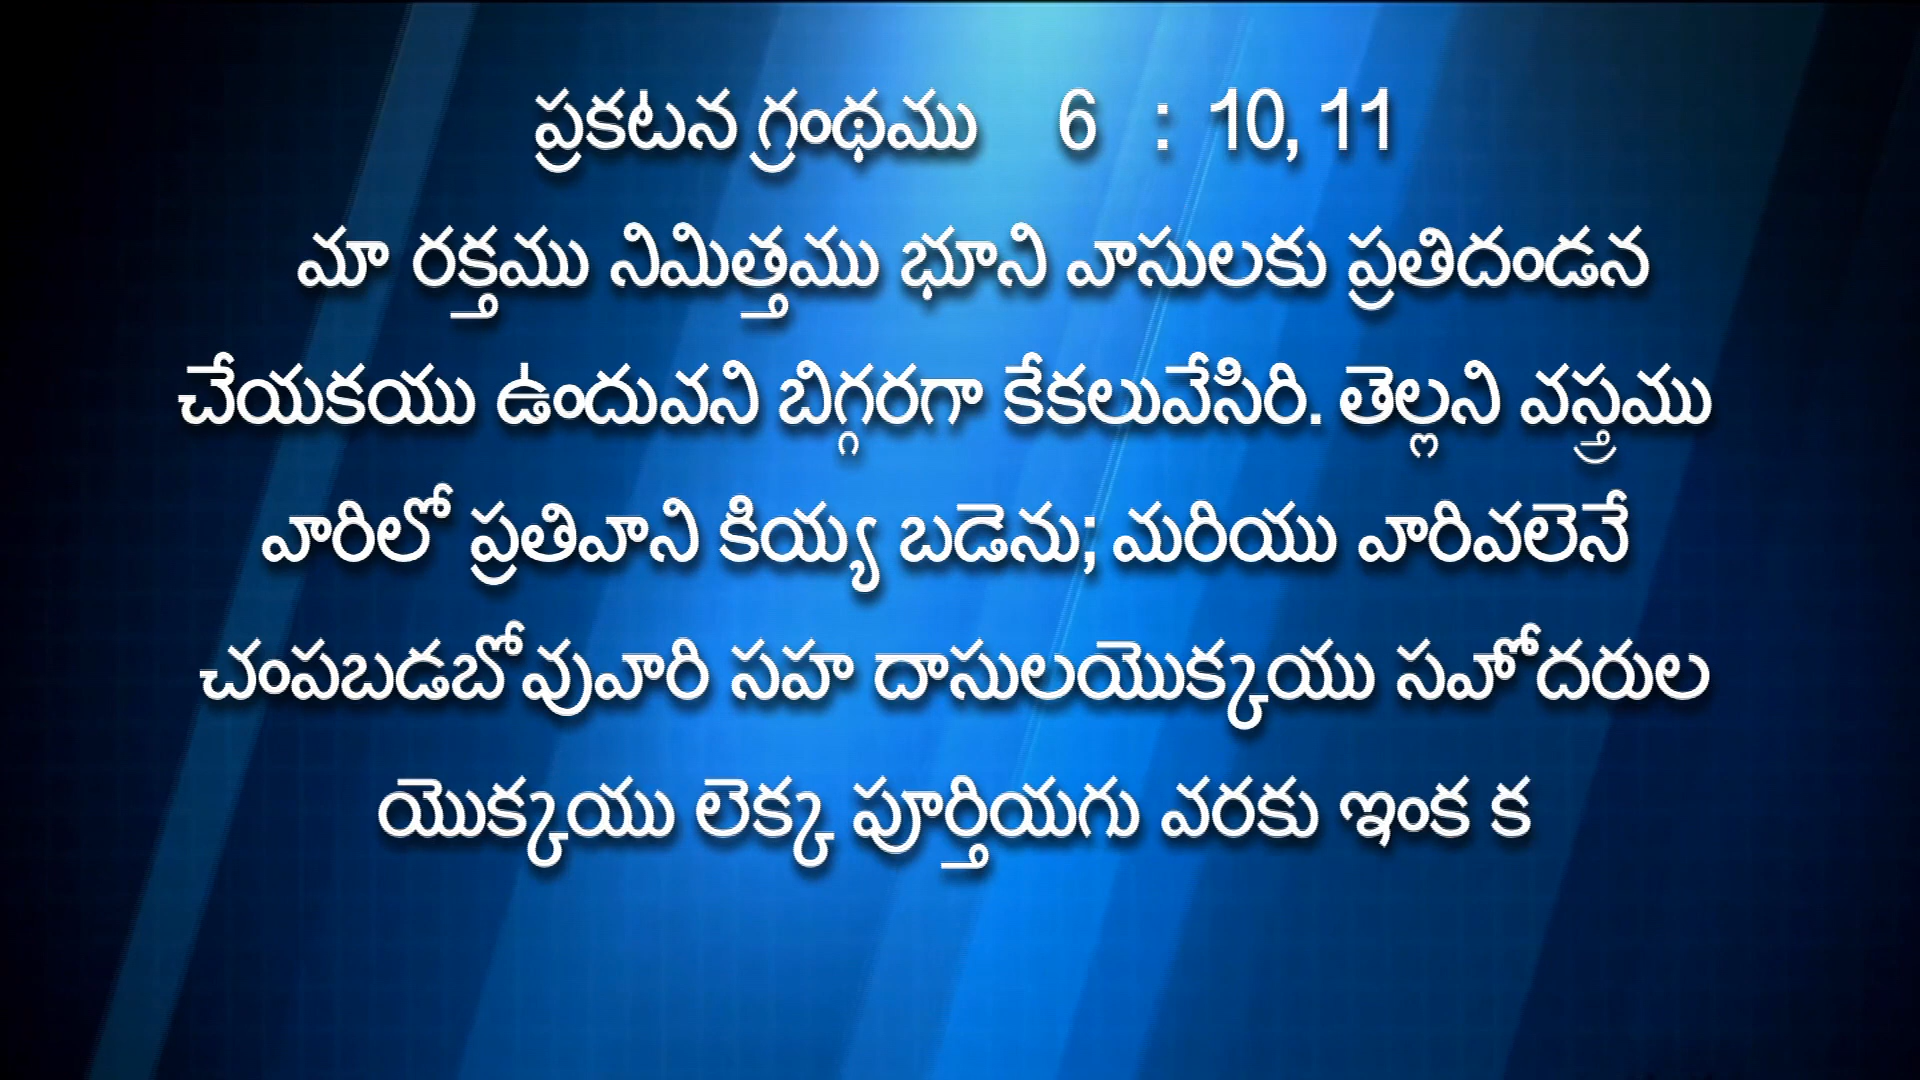 ప్రకటన గ్రంథము 6 : 10, 11
మా రక్తము నిమిత్తము భూని వాసులకు ప్రతిదండన
చేయకయు ఉందువని బిగ్గరగా కేకలువేసిరి. తెల్లని వస్త్రము
వారిలో ప్రతివాని కియ్య బడెను; మరియు వారివలెనే
చంపబడబోవువారి సహ దాసులయొక్కయు సహోదరుల
యొక్కయు లెక్క పూర్తియగు వరకు ఇంక క